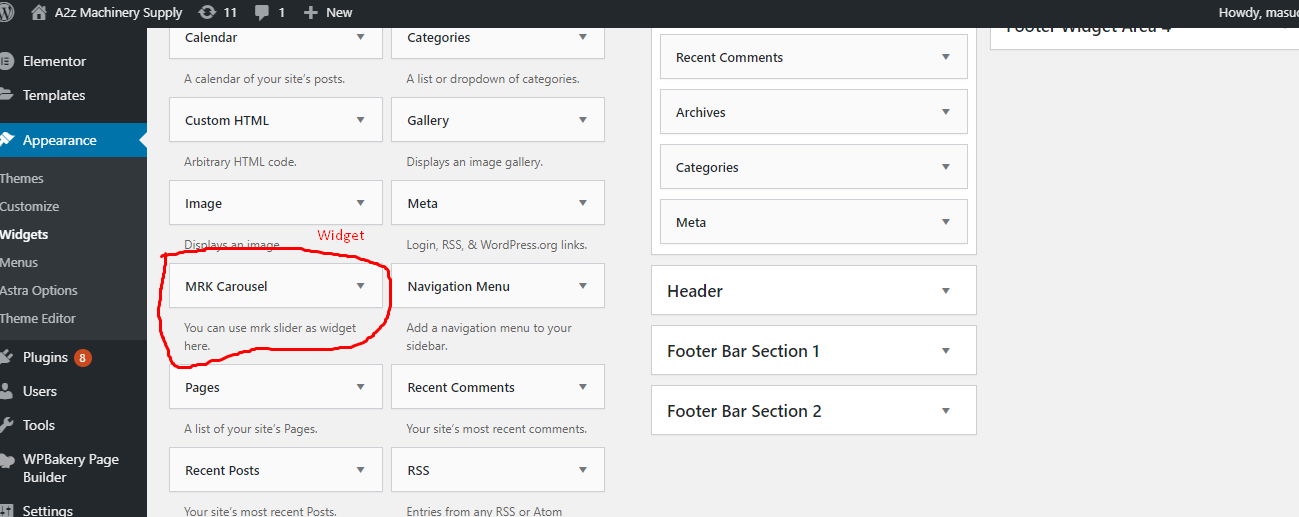 A2z Machinery Supply 11 1 + New Howdy, masu
Elementor
Templates
Appearance
Themes
Customize
Widgets
Menus
Astra Options
Theme Editor
Plugins 8
Users
Tools
WPBakery Page
Builder
Settings
Calendar
A calendar of your site's posts.
Custom HTML
Arbitrary HTML code.
Image
Displays an image.
Widget
MRK Carousel
You can use mrk slider as widget
here.
Pages
A list of your site's Pages.
Recent Posts
Your site's most recent Posts.
Categories
A list or dropdown of categories.
Gallery
Displays an image gallery.
Meta
Login, RSS, & WordPress.org links.
Navigation Menu
Add a navigation menu to your
sidebar.
Recent Comments
Your site's most recent comments.
RSS
Entries from any RSS or Atom
Recent Comments
Archives
Categories
Meta
Header
Footer Bar Section 1
Footer Bar Section 2
Footer Widget Area 4